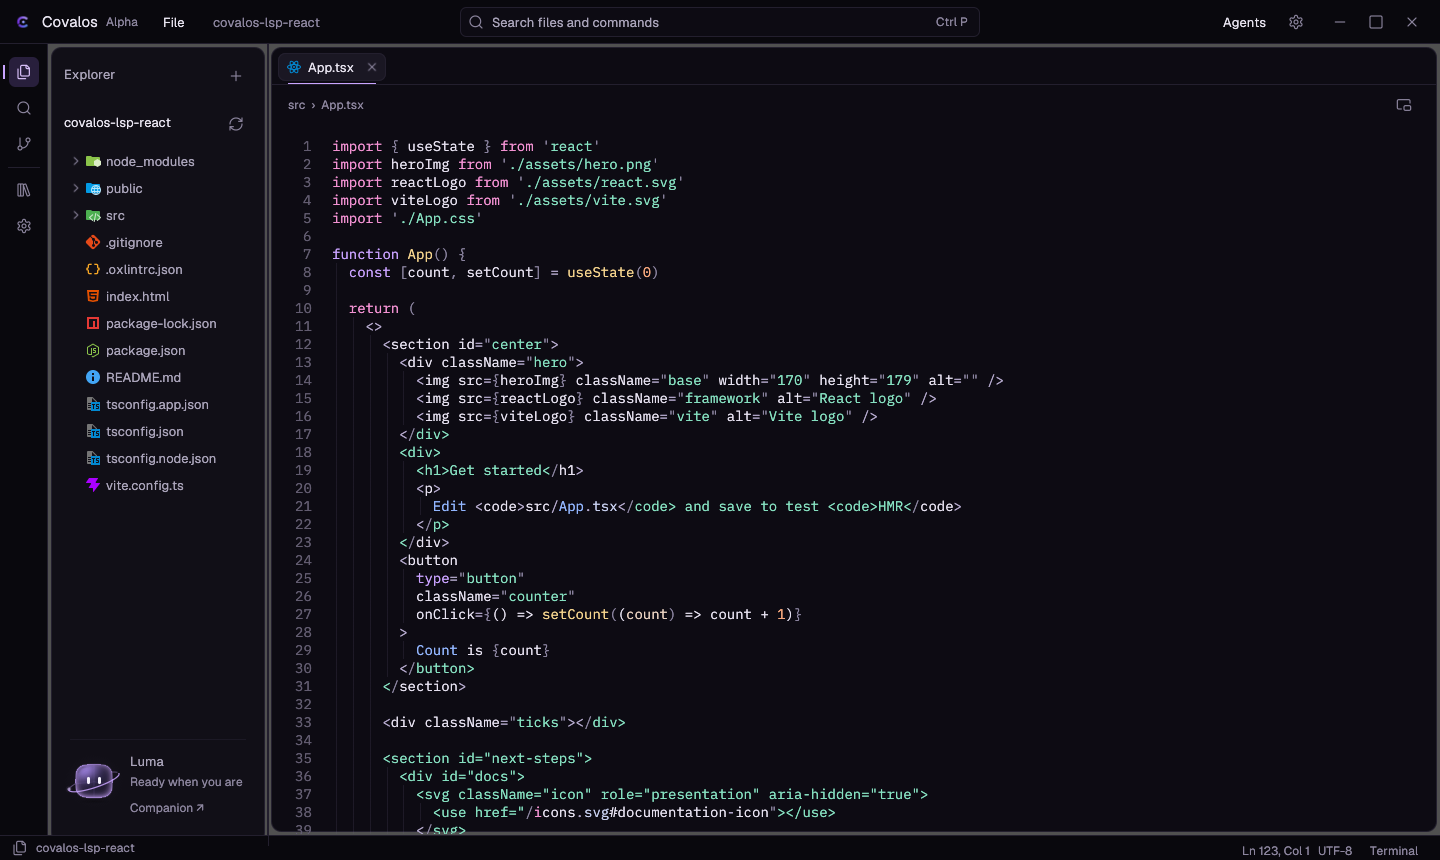 Covalos Alpha File covalos-lsp-react Search files and commands Ctrl P Agents
Explorer
covalos-lsp-react
node_modules
public
src
.gitignore
.oxlintrc.json
index.html
package-lock.json
package.json
README.md
tsconfig.app.json
tsconfig.json
tsconfig.node.json
vite.config.ts
Luma
Ready when you are
Companion ↗
App.tsx
src › App.tsx
1 import { useState } from 'react'
2 import heroImg from './assets/hero.png'
3 import reactLogo from './assets/react.svg'
4 import viteLogo from './assets/vite.svg'
5 import './App.css'
6
7 function App() {
8   const [count, setCount] = useState(0)
9
10   return (
11     <>
12       <section id="center">
13         <div className="hero">
14           <img src={heroImg} className="base" width="170" height="179" alt="" />
15           <img src={reactLogo} className="framework" alt="React logo" />
16           <img src={viteLogo} className="vite" alt="Vite logo" />
17         </div>
18         <div>
19           <h1>Get started</h1>
20           <p>
21             Edit <code>src/App.tsx</code> and save to test <code>HMR</code>
22           </p>
23         </div>
24         <button
25           type="button"
26           className="counter"
27           onClick={() => setCount((count) => count + 1)}
28         >
29           Count is {count}
30         </button>
31       </section>
32
33       <div className="ticks"></div>
34
35       <section id="next-steps">
36         <div id="docs">
37           <svg className="icon" role="presentation" aria-hidden="true">
38             <use href="/icons.svg#documentation-icon"></use>
39           </svg>
covalos-lsp-react Ln 123, Col 1 UTF-8 Terminal